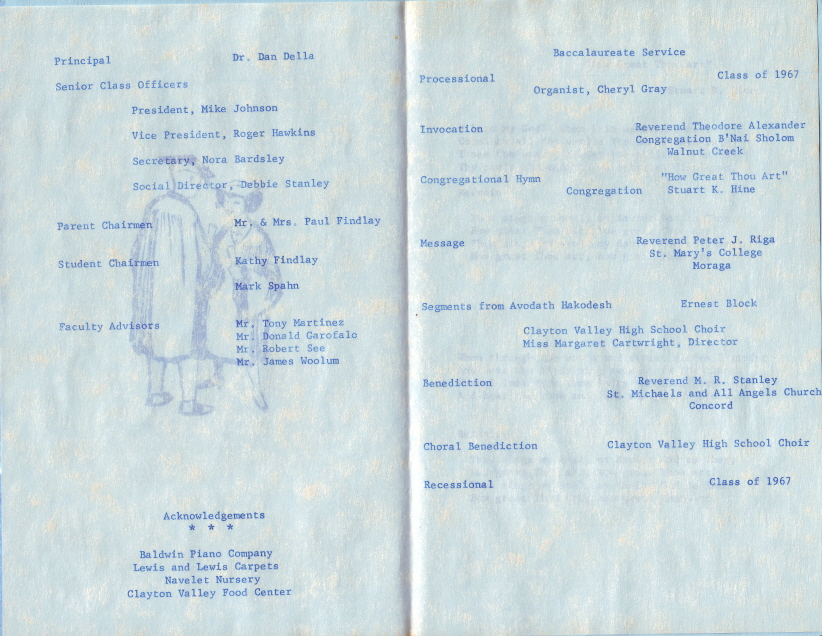 Principal Dr. Dan Della
Senior Class Officers
President, Mike Johnson
Vice President, Roger Hawkins
Secretary, Nora Bardsley
Social Director, Debbie Stanley
Parent Chairmen Mr. & Mrs. Paul Findlay
Student Chairmen Kathy Findlay
Mark Spahn
Faculty Advisors Mr. Tony Martinez
Mr. Donald Garofalo
Mr. Robert See
Mr. James Woolum
Acknowledgements
* * *
Baldwin Piano Company
Lewis and Lewis Carpets
Navelet Nursery
Clayton Valley Food Center
Baccalaureate Service
Processional Class of 1967
Organist, Cheryl Gray
Invocation Reverend Theodore Alexander
Congregation B'Nai Sholom
Walnut Creek
Congregational Hymn "How Great Thou Art"
Congregation Stuart K. Hine
Message Reverend Peter J. Riga
St. Mary's College
Moraga
Segments from Avodath Hakodesh Ernest Block
Clayton Valley High School Choir
Miss Margaret Cartwright, Director
Benediction Reverend M. R. Stanley
St. Michaels and All Angels Church
Concord
Choral Benediction Clayton Valley High School Choir
Recessional Class of 1967